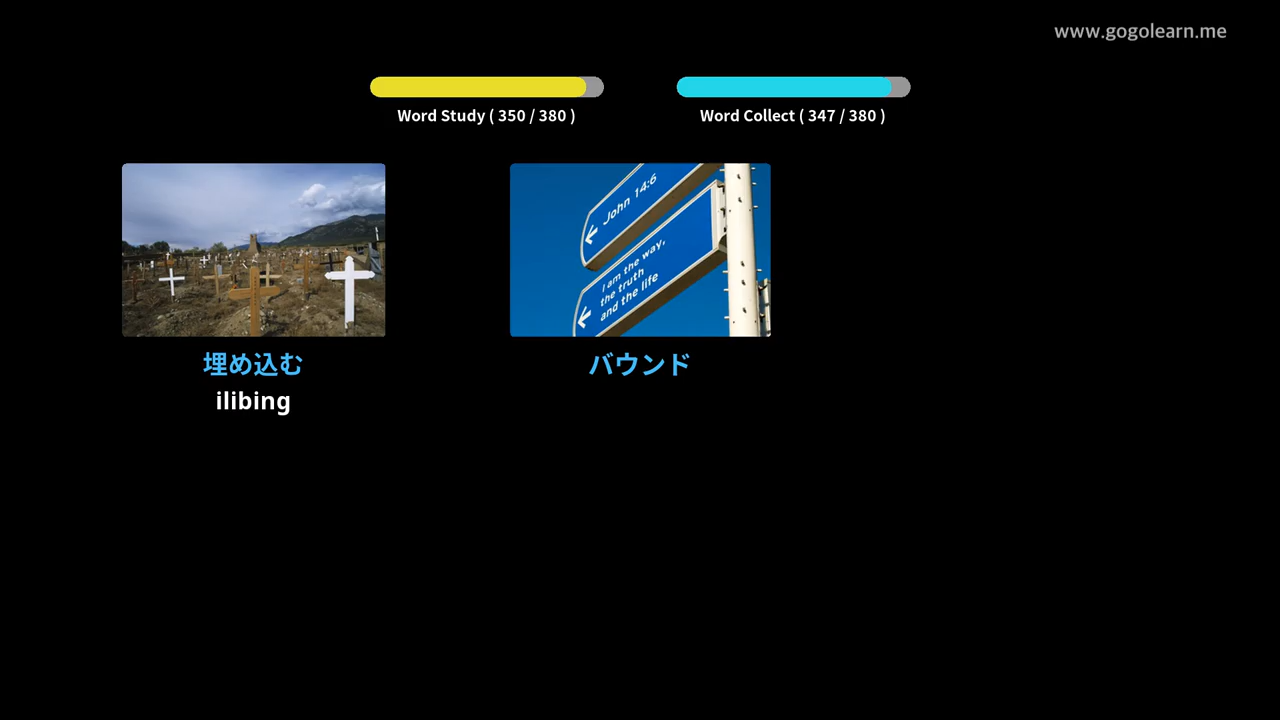 www.gogolearn.me
Word Study ( 350 / 380 )
Word Collect ( 347 / 380 )
John 14:6
I am the way,
the truth
and the life
埋め込む
バウンド
ilibing